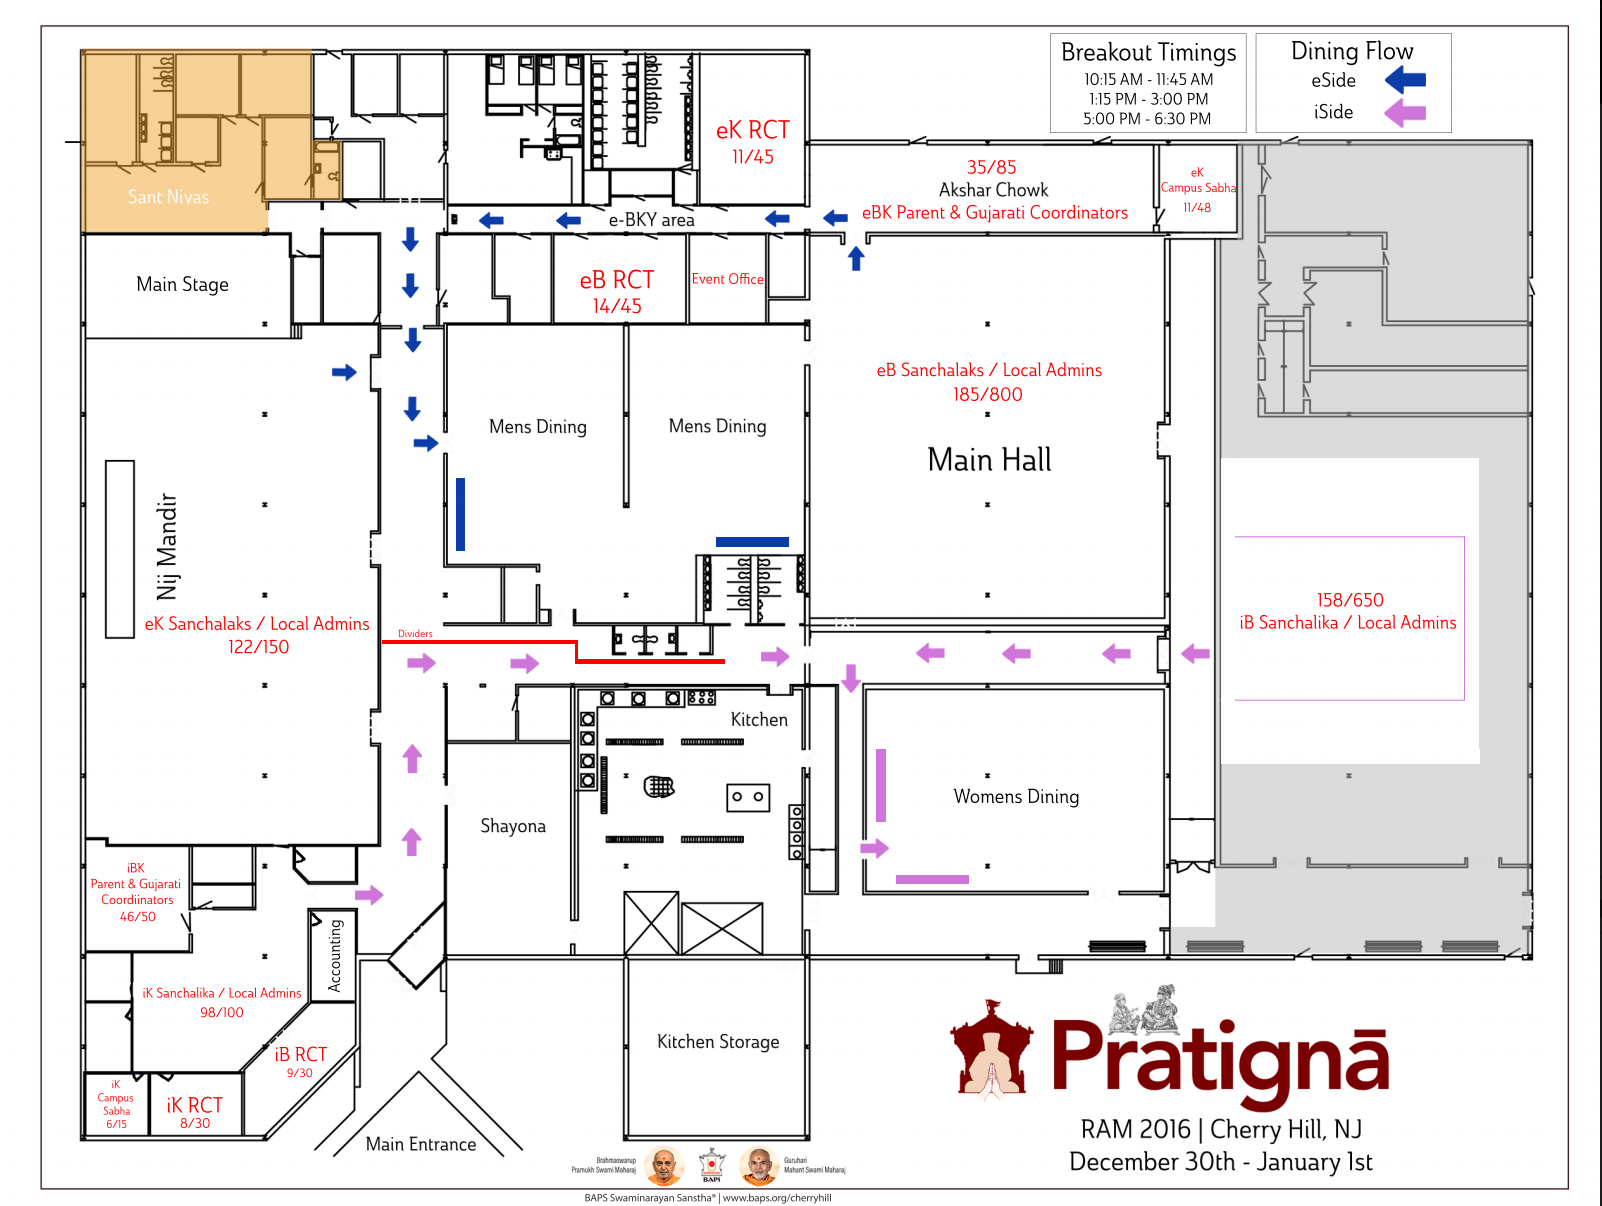 Breakout Timings
10:15 AM - 11:45 AM
1:15 PM - 3:00 PM
5:00 PM - 6:30 PM
Dining Flow
eSide
iSide
eK RCT
11/45
35/85
Akshar Chowk
eBK Parent & Gujarati Coordinators
eK
Campus Sabha
11/48
Sant Nivas
e-BKY area
Main Stage
eB RCT
14/45
Event Office
eB Sanchalaks / Local Admins
185/800
Main Hall
Mens Dining
Mens Dining
Nij Mandir
eK Sanchalaks / Local Admins
122/150
Dividers
158/650
iB Sanchalika / Local Admins
Kitchen
Shayona
Womens Dining
iBK
Parent & Gujarati
Coordiinators
46/50
Accounting
iK Sanchalika / Local Admins
98/100
iB RCT
9/30
iK
Campus
Sabha
6/15
iK RCT
8/30
Main Entrance
Kitchen Storage
Pratignā
RAM 2016 | Cherry Hill, NJ
December 30th - January 1st
Brahmaswarup
Pramukh Swami Maharaj
BAPS
Guruhari
Mahant Swami Maharaj
BAPS Swaminarayan Sanstha® | www.baps.org/cherryhill